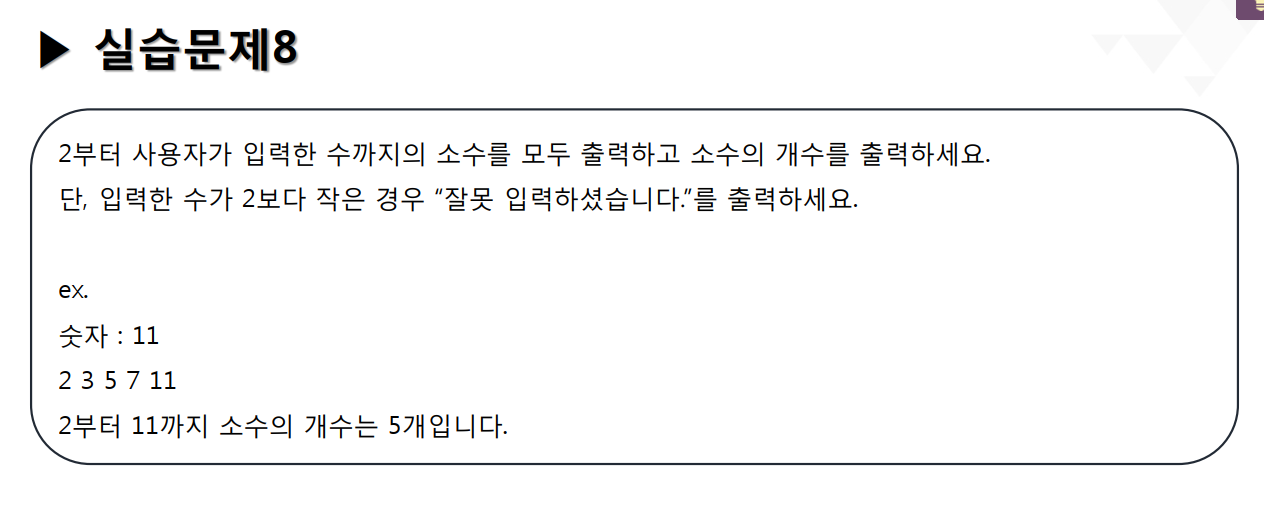 ▶ 실습문제8
2부터 사용자가 입력한 수까지의 소수를 모두 출력하고 소수의 개수를 출력하세요.
단, 입력한 수가 2보다 작은 경우 “잘못 입력하셨습니다.”를 출력하세요.
ex.
숫자 : 11
2 3 5 7 11
2부터 11까지 소수의 개수는 5개입니다.